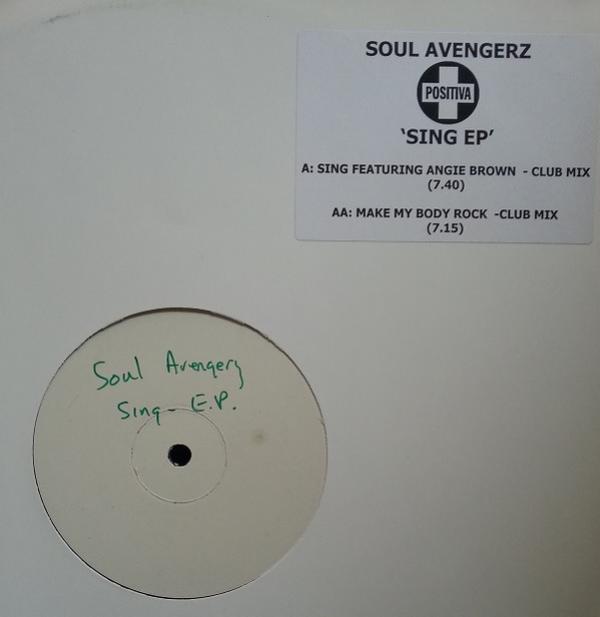 SOUL AVENGERZ
POSITIVA
‘SING EP’
A: SING FEATURING ANGIE BROWN - CLUB MIX
(7.40)
AA: MAKE MY BODY ROCK -CLUB MIX
(7.15)
Soul Avengerz
Sing - E.P.